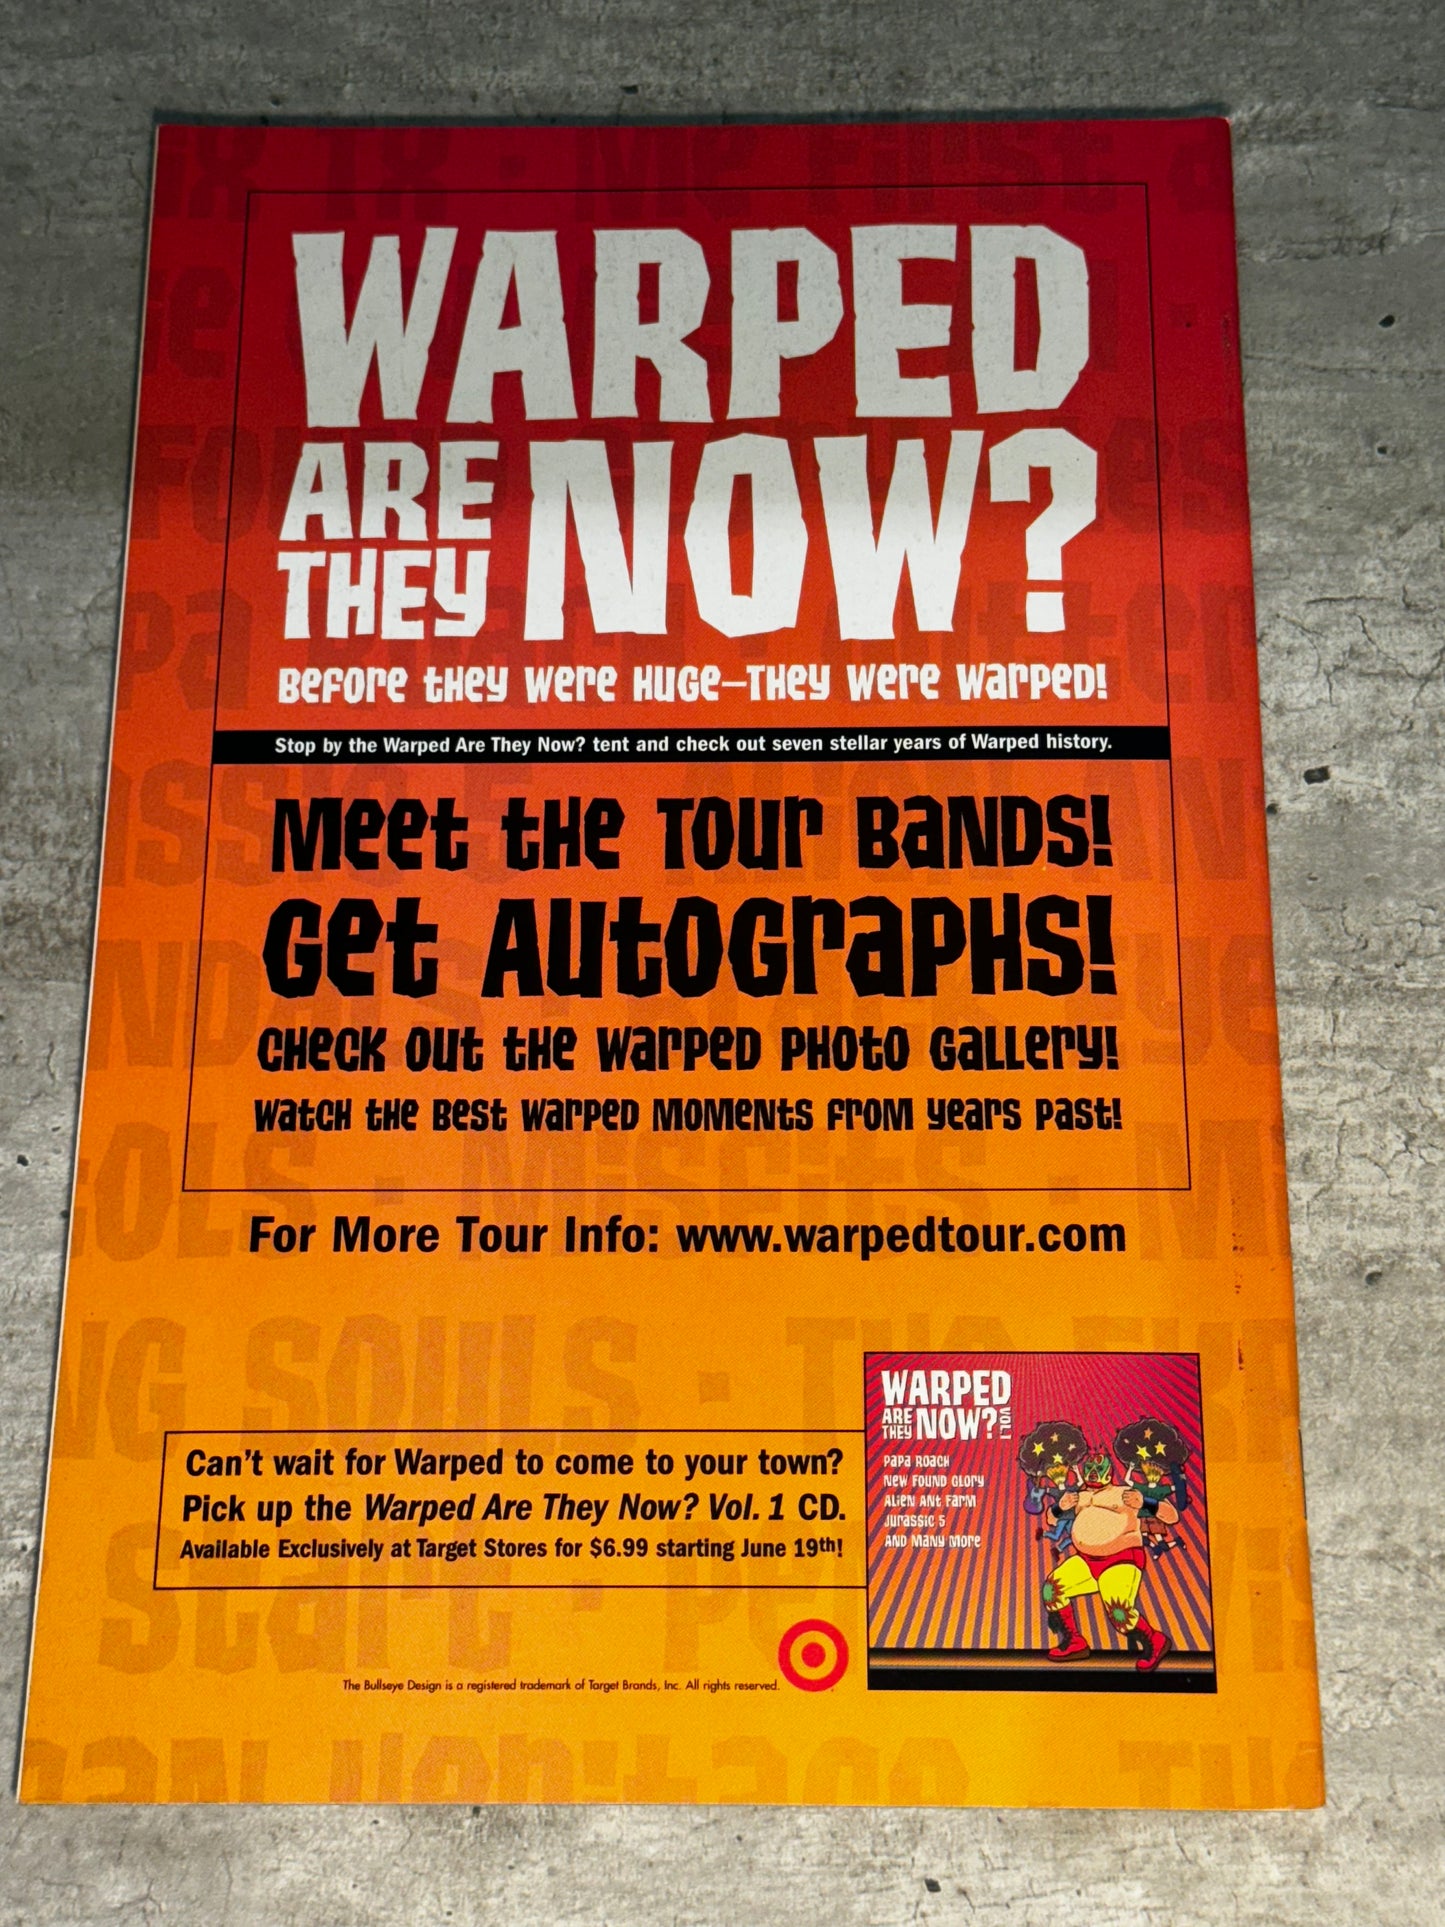 WARPED
ARE THEY NOW?
Before they were Huge—They were warped!
Stop by the Warped Are They Now? tent and check out seven stellar years of Warped history.
Meet the Tour Bands!
Get Autographs!
Check out the warped photo gallery!
Watch the best warped moments from years past!
For More Tour Info: www.warpedtour.com
Can't wait for Warped to come to your town?
Pick up the Warped Are They Now? Vol. 1 CD.
Available Exclusively at Target Stores for $6.99 starting June 19th!
WARPED
ARE THEY NOW? VOL.1
Papa Roach
New Found Glory
Alien Ant Farm
Jurassic 5
and many more
The Bullseye Design is a registered trademark of Target Brands, Inc. All rights reserved.
Me First
Misfits
NG SOULS